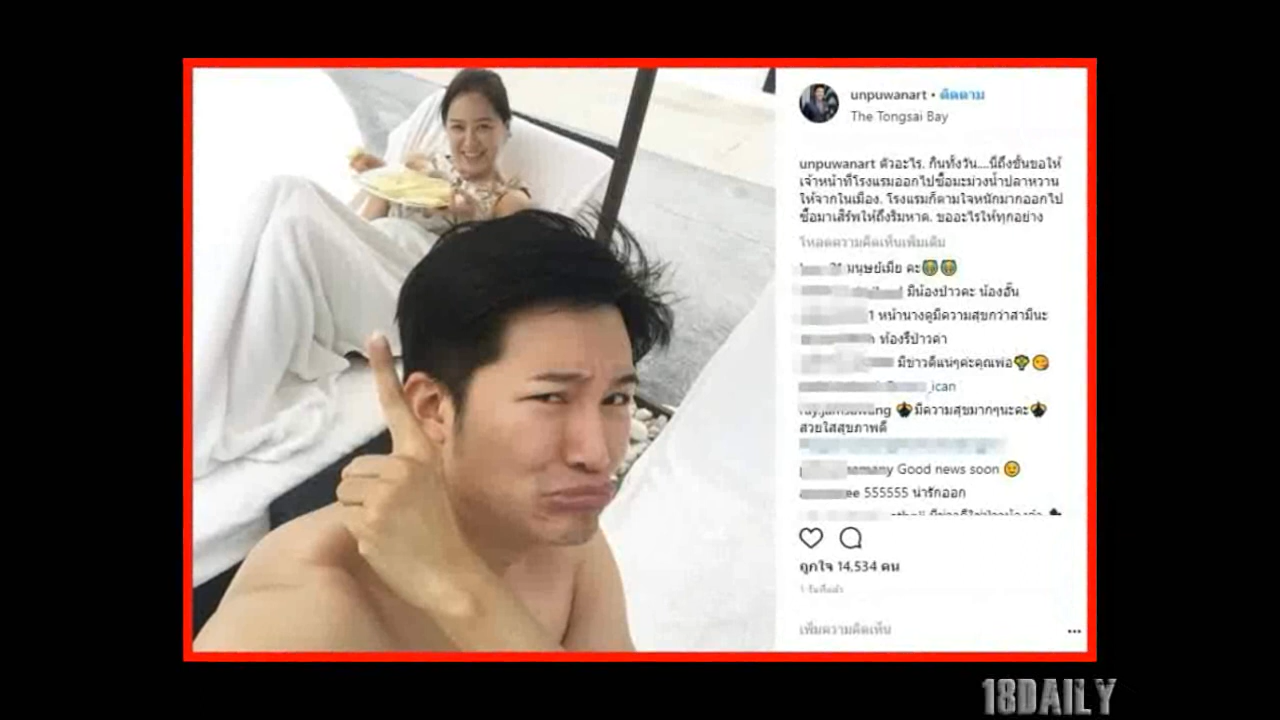 unpuwanart • ติดตาม
The Tongsai Bay
unpuwanart ตัวอะไร. กินทั้งวัน....นี่ถึงขั้นขอให้
เจ้าหน้าที่โรงแรมออกไปซื้อมะม่วงน้ำปลาหวาน
ให้จากในเมือง. โรงแรมก็ตามใจหนักมากออกไป
ซื้อมาเสิร์พให้ถึงริมหาด. ขออะไรให้ทุกอย่าง
โหลดความคิดเห็นเพิ่มเติม
มนุษย์เมีย คะ
มีน้องป่าวคะ น้องฮั๊น
1 หน้านางดูมีความสุขกว่าสามีนะ
ท้องรึป่าวค่า
มีข่าวดีแน่ๆค่ะคุณพ่อ
_ican
มีความสุขมากๆนะคะ
สวยใสสุขภาพดี
Good news soon
ee 555555 น่ารักออก
ถูกใจ 14,534 คน
1 วันที่แล้ว
เพิ่มความคิดเห็น
18DAILY